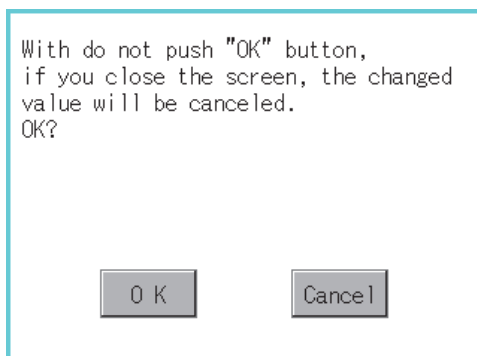 With do not push "OK" button,
if you close the screen, the changed
value will be canceled.
OK?
O K
Cancel